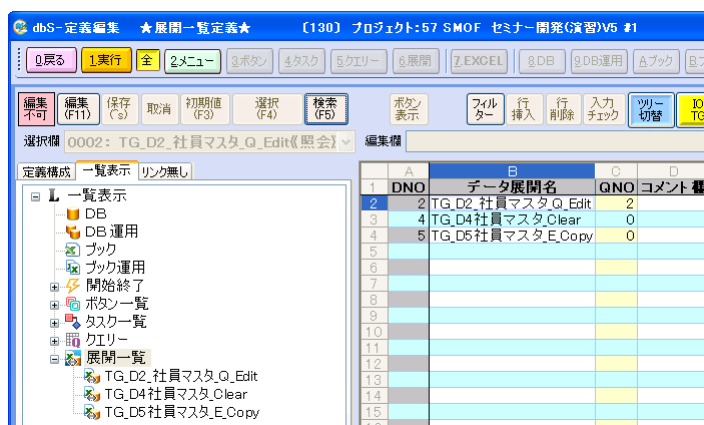 dbS-定義編集 ★展開一覧定義★ 〔130〕 プロジェクト:57 SMOF セミナー開発(演習)V5 #1
0.戻る 1.実行 全 2.メニュー 3.ボタン 4.タスク 5.クエリー 6.展開 7.EXCEL 8.DB 9.DB運用 A.ブック
編集不可 編集(F11) 保存(^s) 取消 初期値(F3) 選択(F4) 検索(F5) ボタン表示 フィルター 行挿入 行削除 入力チェック ツリー切替
選択欄 0002: TG_D2_社員マスタ_Q_Edit《照会》 編集欄
定義構成 一覧表示 リンク無し
L 一覧表示
DB
DB運用
ブック
ブック運用
開始終了
ボタン一覧
タスク一覧
クエリー
展開一覧
TG_D2_社員マスタ_Q_Edit
TG_D4社員マスタ_Clear
TG_D5社員マスタ_E_Copy
A B C D
1 DNO データ展開名 QNO コメント欄
2 2 TG_D2_社員マスタ_Q_Edit 2
3 4 TG_D4社員マスタ_Clear 0
4 5 TG_D5社員マスタ_E_Copy 0
5
6
7
8
9
10
11
12
13
14
15